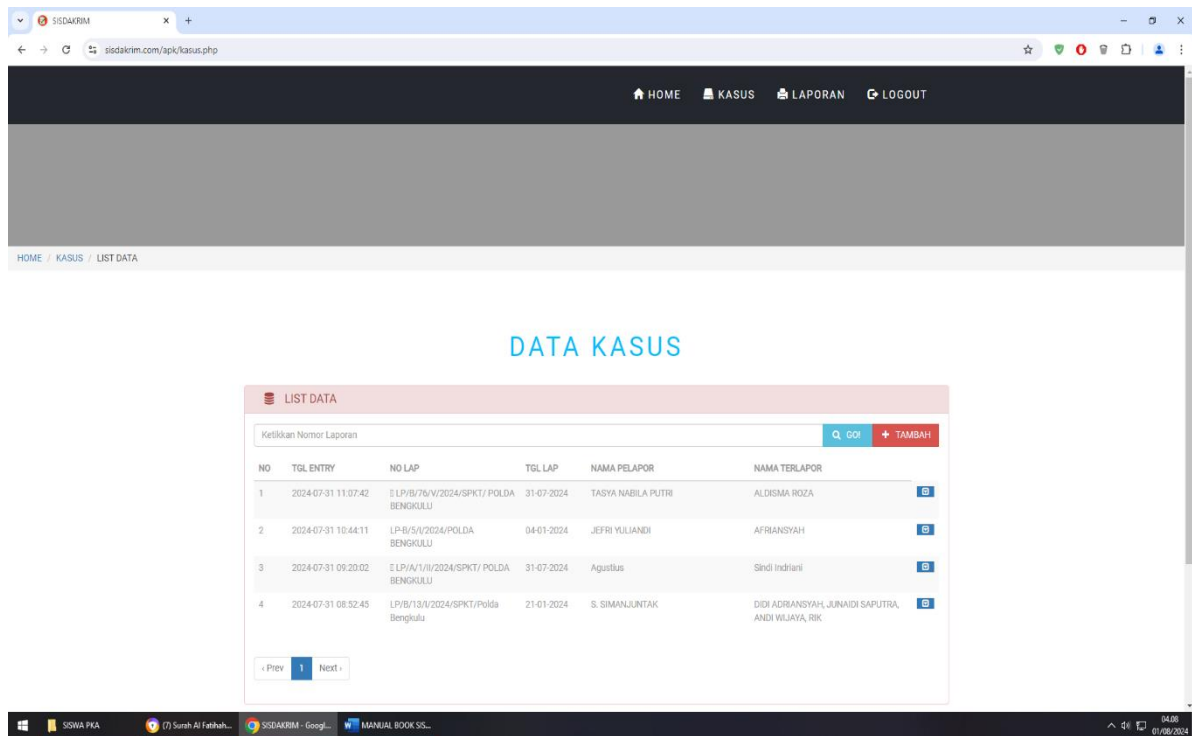 SISDAKRIM
sisdakrim.com/apk/kasus.php
HOME KASUS LAPORAN LOGOUT
HOME / KASUS / LIST DATA
DATA KASUS
LIST DATA
Ketikkan Nomor Laporan GO! + TAMBAH
NO TGL ENTRY NO LAP TGL LAP NAMA PELAPOR NAMA TERLAPOR
1 2024-07-31 11:07:42 LP/B/76/V/2024/SPKT/ POLDA 31-07-2024 TASYA NABILA PUTRI ALDISMA ROZA
BENGKULU
2 2024-07-31 10:44:11 LP-B/5/I/2024/POLDA 04-01-2024 JEFRI YULIANDI AFRIANSYAH
BENGKULU
3 2024-07-31 09:20:02 LP/A/1/II/2024/SPKT/ POLDA 31-07-2024 Agustius Sindi Indriani
BENGKULU
4 2024-07-31 08:52:45 LP/B/13/I/2024/SPKT/Polda 21-01-2024 S. SIMANJUNTAK DIDI ADRIANSYAH, JUNAIDI SAPUTRA,
Bengkulu ANDI WIJAYA, RIK
‹ Prev 1 Next ›
SISWA PKA (7) Surah Al Fatihah... SISDAKRIM - Googl... MANUAL BOOK SIS... 04.08
01/08/2024